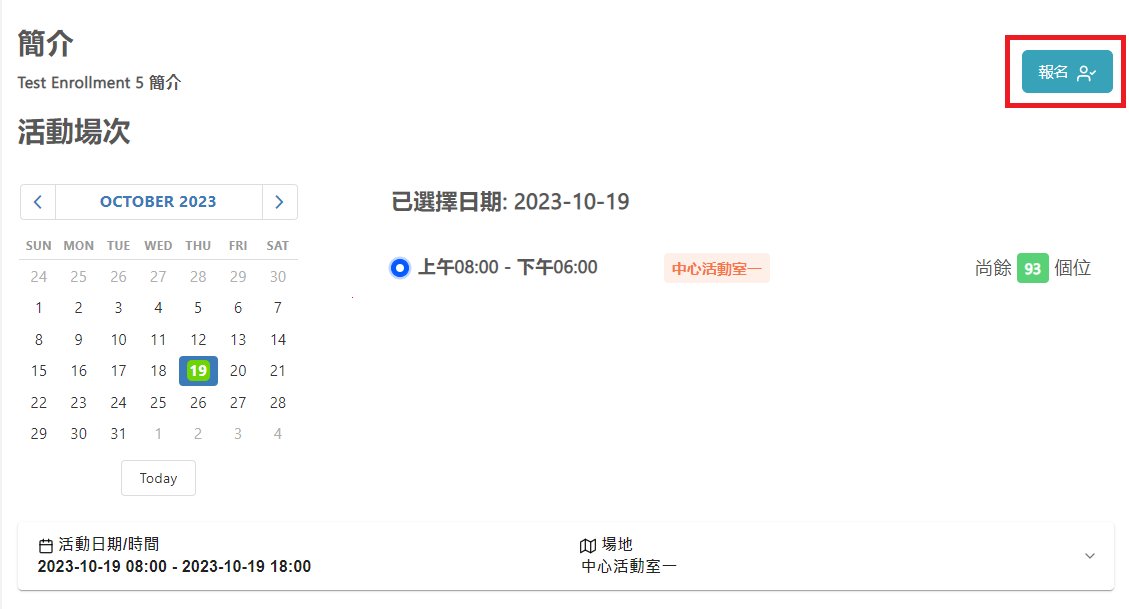 簡介
報名
Test Enrollment 5 簡介
活動場次
OCTOBER 2023
SUN MON TUE WED THU FRI SAT
24 25 26 27 28 29 30
1 2 3 4 5 6 7
8 9 10 11 12 13 14
15 16 17 18 19 20 21
22 23 24 25 26 27 28
29 30 31 1 2 3 4
Today
已選擇日期: 2023-10-19
上午08:00 - 下午06:00 中心活動室一 尚餘 93 個位
活動日期/時間
2023-10-19 08:00 - 2023-10-19 18:00
場地
中心活動室一